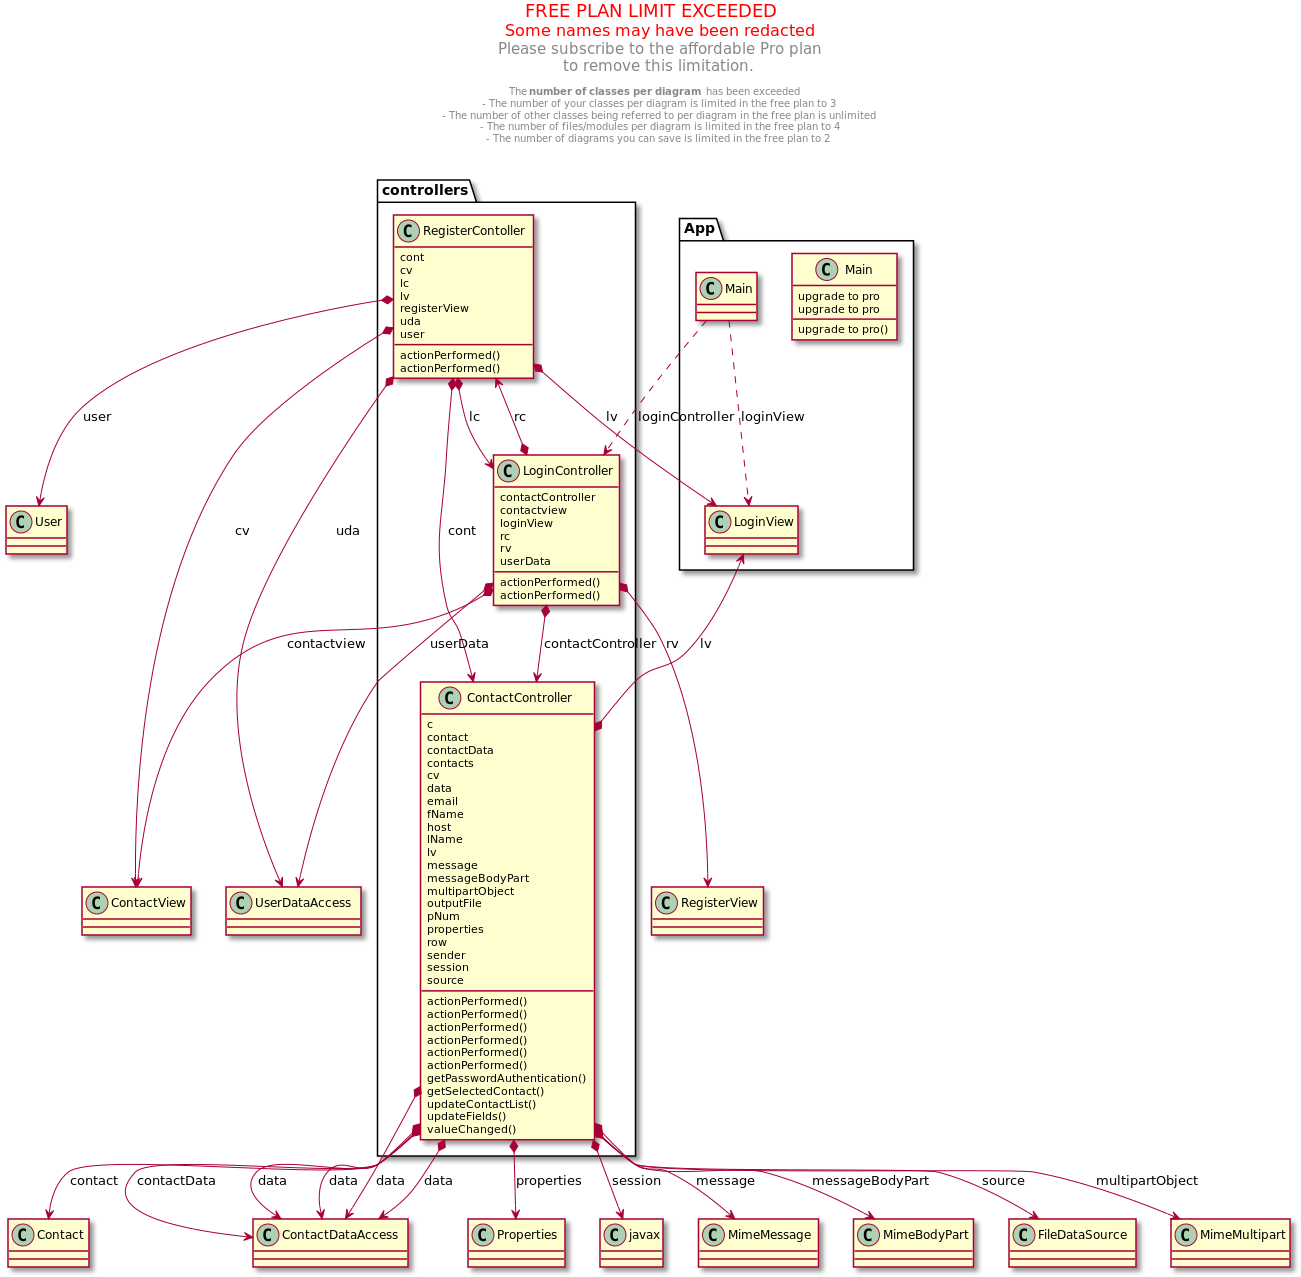 FREE PLAN LIMIT EXCEEDED
Some names may have been redacted
Please subscribe to the affordable Pro plan
to remove this limitation.
The number of classes per diagram has been exceeded
- The number of your classes per diagram is limited in the free plan to 3
- The number of other classes being referred to per diagram in the free plan is unlimited
- The number of files/modules per diagram is limited in the free plan to 4
- The number of diagrams you can save is limited in the free plan to 2
controllers
C RegisterContoller
cont
cv
lc
lv
registerView
uda
user
actionPerformed()
actionPerformed()
App
C Main
C Main
upgrade to pro
upgrade to pro
upgrade to pro()
user
lc
rc
lv
loginController
loginView
C LoginController
contactController
contactview
loginView
rc
rv
userData
actionPerformed()
actionPerformed()
C User
cv
uda
cont
C LoginView
contactview
userData
contactController
rv
lv
C ContactController
c
contact
contactData
contacts
cv
data
email
fName
host
lName
lv
message
messageBodyPart
multipartObject
outputFile
pNum
properties
row
sender
session
source
actionPerformed()
actionPerformed()
actionPerformed()
actionPerformed()
actionPerformed()
actionPerformed()
getPasswordAuthentication()
getSelectedContact()
updateContactList()
updateFields()
valueChanged()
C ContactView
C UserDataAccess
C RegisterView
contact
contactData
data
data
data
data
properties
session
message
messageBodyPart
source
multipartObject
C Contact
C ContactDataAccess
C Properties
C javax
C MimeMessage
C MimeBodyPart
C FileDataSource
C MimeMultipart